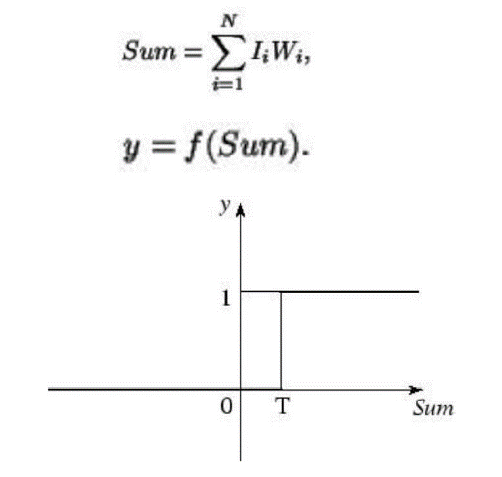 Sum = \sum_{i=1}^{N} I_i W_i,
y = f(Sum).
y
1
0 T Sum